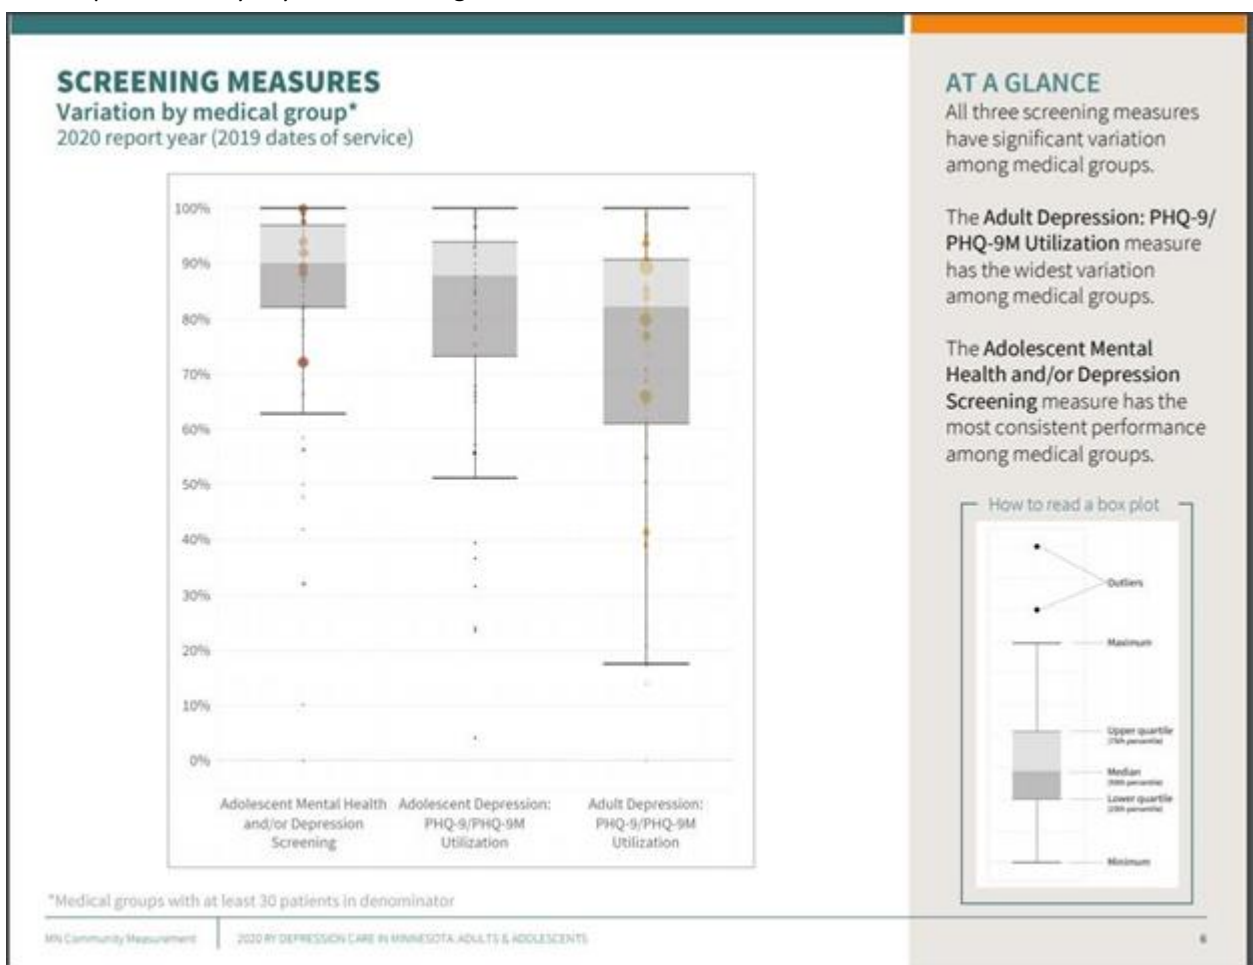 SCREENING MEASURES
Variation by medical group*
2020 report year (2019 dates of service)
100%
90%
80%
70%
60%
50%
40%
30%
20%
10%
0%
Adolescent Mental Health
and/or Depression
Screening
Adolescent Depression:
PHQ-9/PHQ-9M
Utilization
Adult Depression:
PHQ-9/PHQ-9M
Utilization
*Medical groups with at least 30 patients in denominator
MN Community Measurement
2020 RY DEPRESSION CARE IN MINNESOTA: ADULTS & ADOLESCENTS
AT A GLANCE
All three screening measures
have significant variation
among medical groups.
The Adult Depression: PHQ-9/
PHQ-9M Utilization measure
has the widest variation
among medical groups.
The Adolescent Mental
Health and/or Depression
Screening measure has the
most consistent performance
among medical groups.
How to read a box plot
Outliers
Maximum
Upper quartile
(75th percentile)
Median
(50th percentile)
Lower quartile
(25th percentile)
Minimum
6